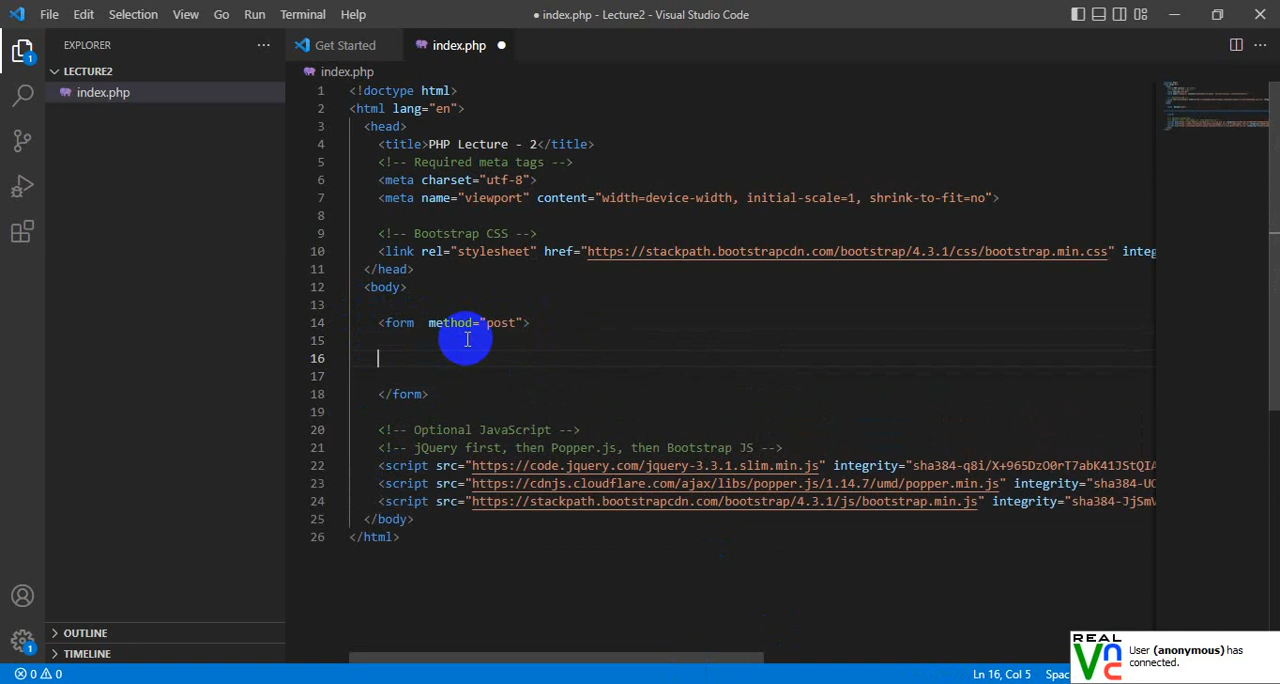 File Edit Selection View Go Run Terminal Help ● index.php - Lecture2 - Visual Studio Code
EXPLORER ··· Get Started index.php ●
LECTURE2
index.php
index.php
1 <!doctype html>
2 <html lang="en">
3 <head>
4 <title>PHP Lecture - 2</title>
5 <!-- Required meta tags -->
6 <meta charset="utf-8">
7 <meta name="viewport" content="width=device-width, initial-scale=1, shrink-to-fit=no">
8
9 <!-- Bootstrap CSS -->
10 <link rel="stylesheet" href="https://stackpath.bootstrapcdn.com/bootstrap/4.3.1/css/bootstrap.min.css" integ
11 </head>
12 <body>
13
14 <form  method="post">
15
16
17
18 </form>
19
20 <!-- Optional JavaScript -->
21 <!-- jQuery first, then Popper.js, then Bootstrap JS -->
22 <script src="https://code.jquery.com/jquery-3.3.1.slim.min.js" integrity="sha384-q8i/X+965DzO0rT7abK41JStQIA
23 <script src="https://cdnjs.cloudflare.com/ajax/libs/popper.js/1.14.7/umd/popper.min.js" integrity="sha384-UO
24 <script src="https://stackpath.bootstrapcdn.com/bootstrap/4.3.1/js/bootstrap.min.js" integrity="sha384-JjSmV
25 </body>
26 </html>
1
1
OUTLINE
TIMELINE
0 0 Ln 16, Col 5 Spac
REAL
VNC
User (anonymous) has
connected.